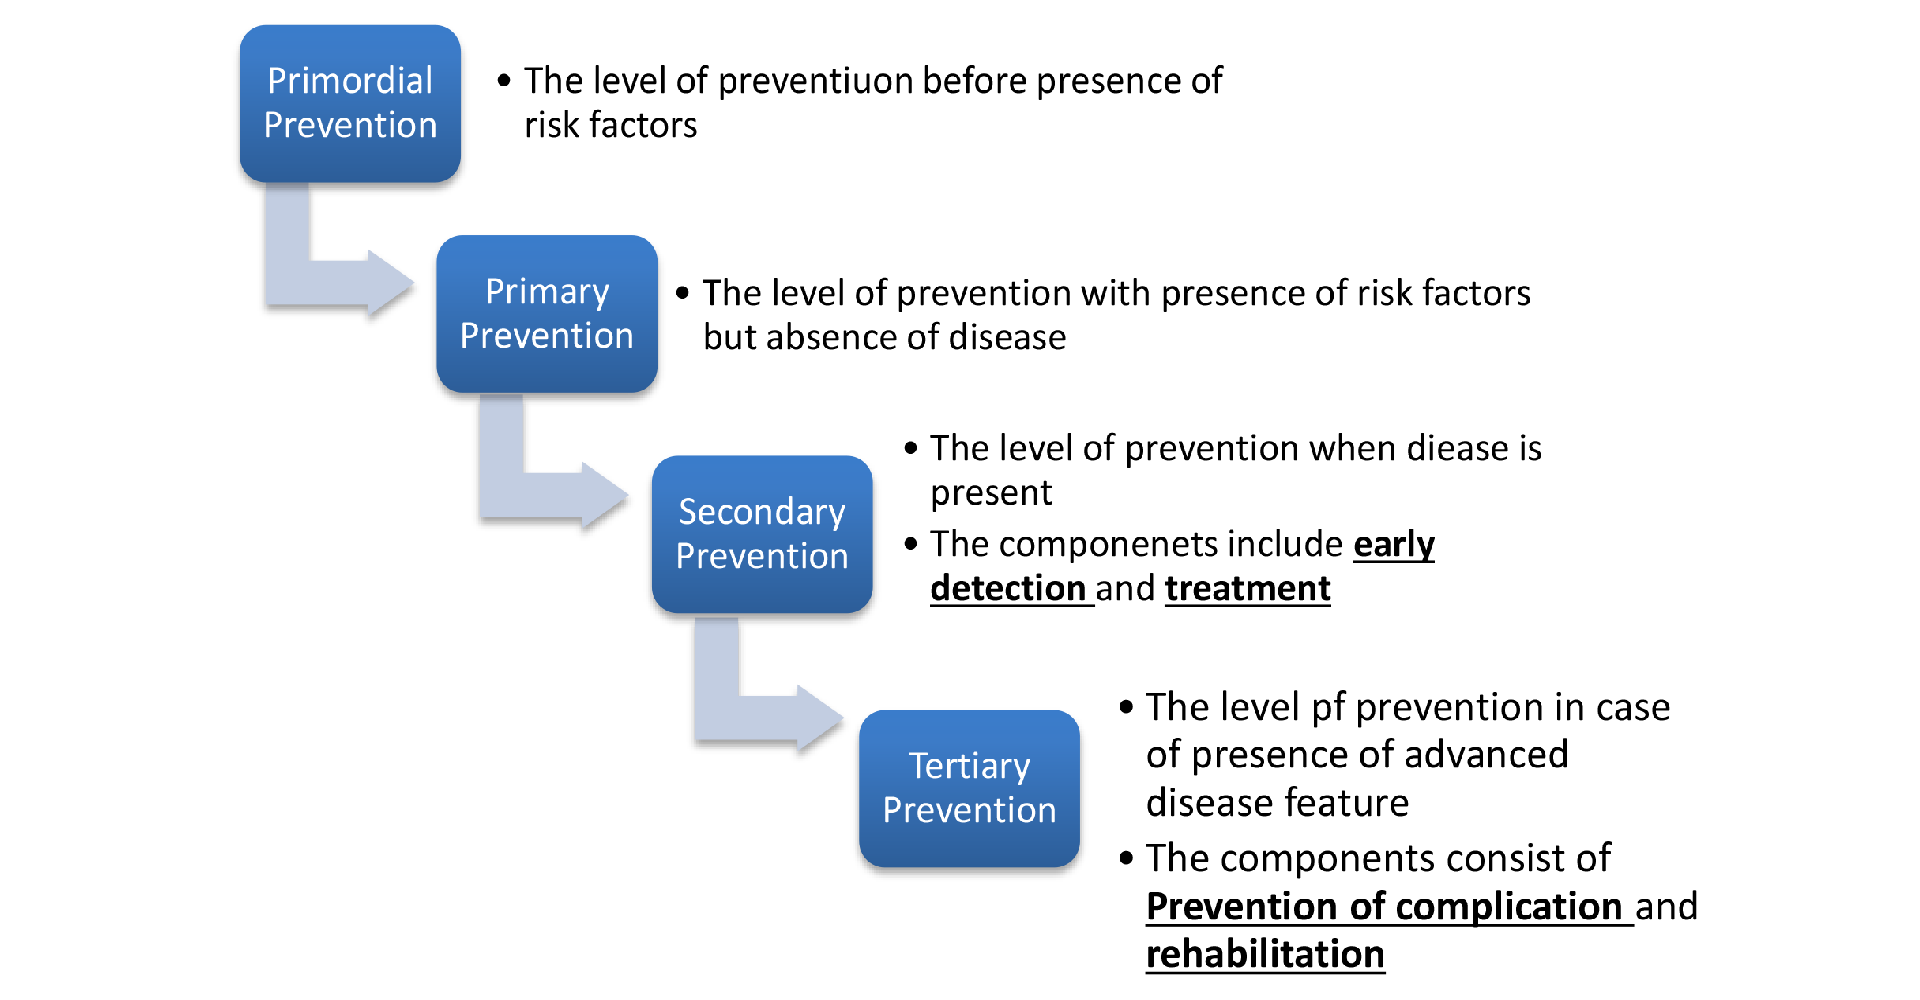 Primordial
Prevention
• The level of preventiuon before presence of
risk factors
Primary
Prevention
• The level of prevention with presence of risk factors
but absence of disease
Secondary
Prevention
• The level of prevention when diease is
present
• The componenets include early
detection and treatment
Tertiary
Prevention
• The level pf prevention in case
of presence of advanced
disease feature
• The components consist of
Prevention of complication and
rehabilitation